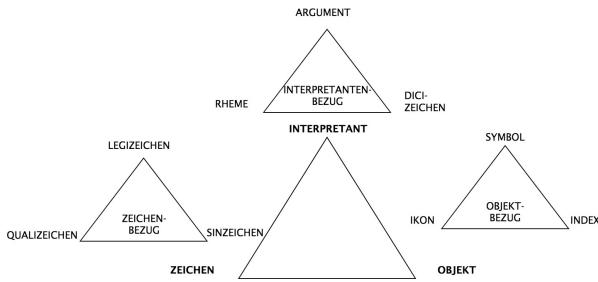 ARGUMENT
INTERPRETANTEN-
BEZUG
RHEME
DICI-
ZEICHEN
INTERPRETANT
LEGIZEICHEN
ZEICHEN-
BEZUG
QUALIZEICHEN
SINZEICHEN
SYMBOL
OBJEKT-
BEZUG
IKON
INDEX
ZEICHEN
OBJEKT